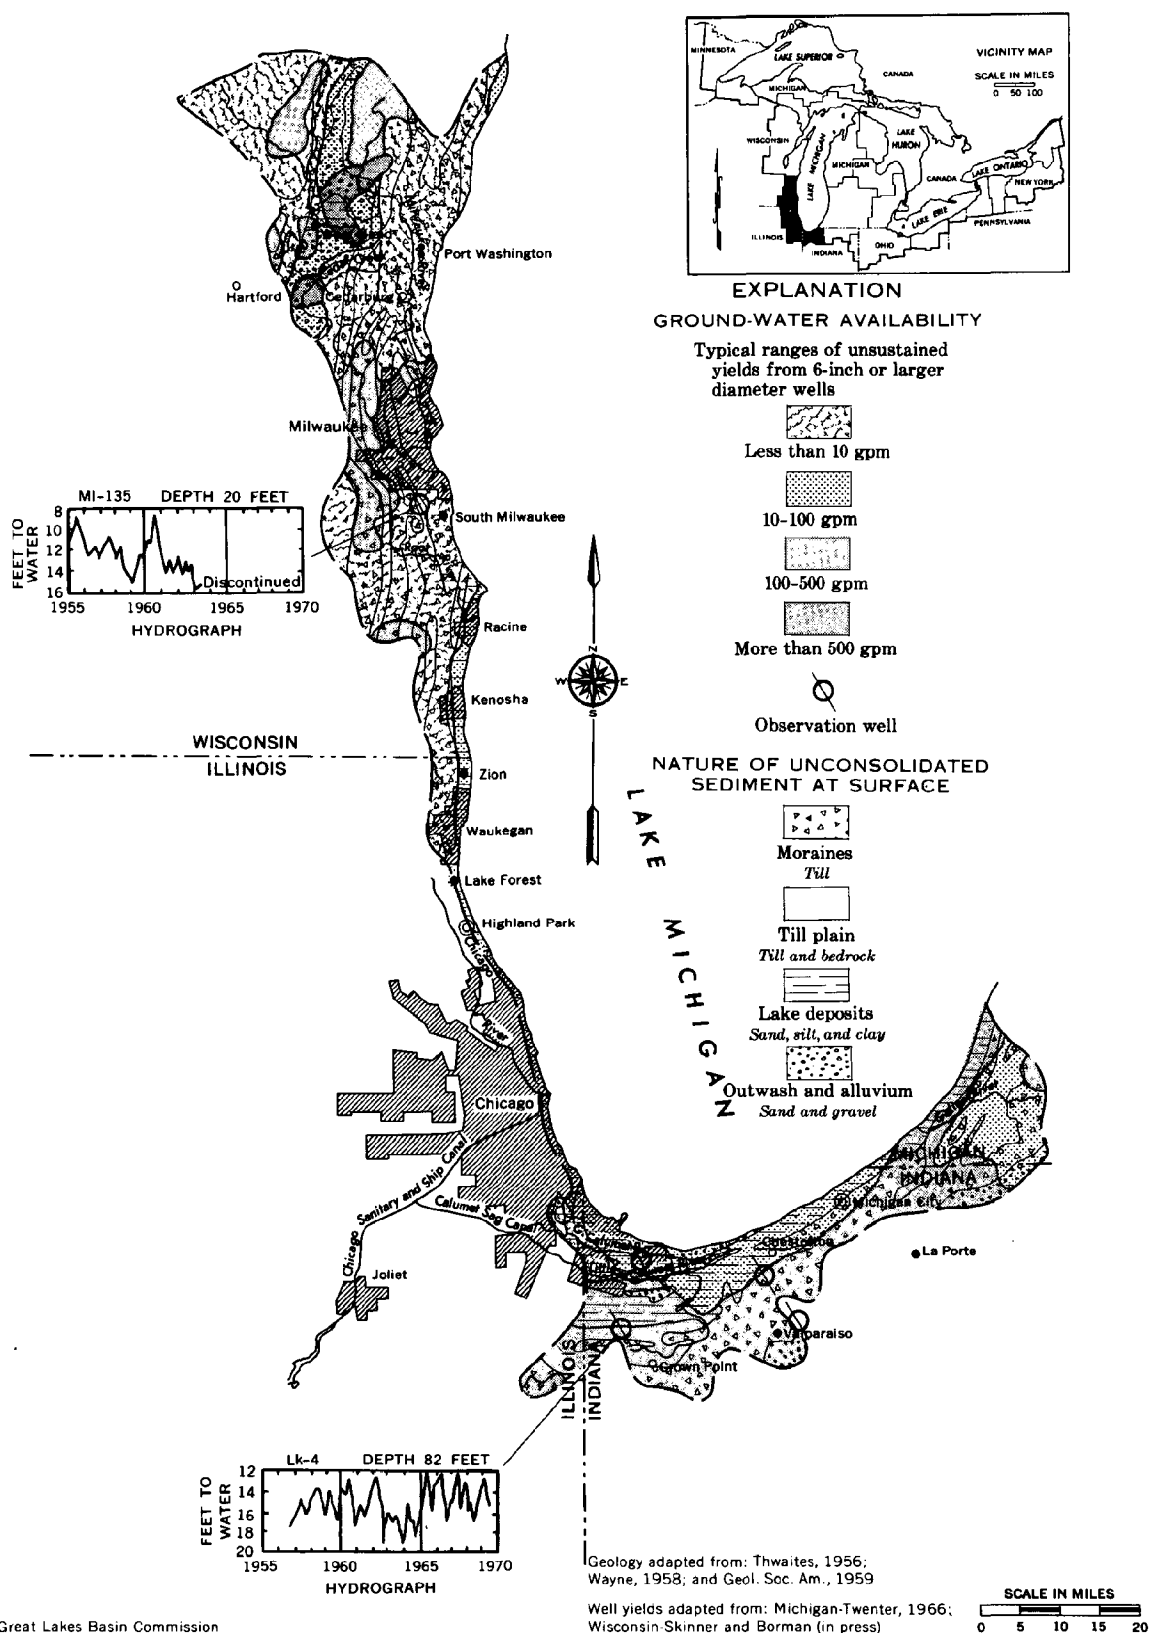 MINNESOTA
LAKE SUPERIOR
CANADA
VICINITY MAP
SCALE IN MILES
0 50 100
MICHIGAN
WISCONSIN
LAKE MICHIGAN
MICHIGAN
LAKE HURON
CANADA
LAKE ONTARIO
NEW YORK
LAKE ERIE
PENNSYLVANIA
ILLINOIS
INDIANA
OHIO
EXPLANATION
GROUND-WATER AVAILABILITY
Typical ranges of unsustained
yields from 6-inch or larger
diameter wells
Less than 10 gpm
10-100 gpm
100-500 gpm
More than 500 gpm
Observation well
NATURE OF UNCONSOLIDATED
SEDIMENT AT SURFACE
Moraines
Till
Till plain
Till and bedrock
Lake deposits
Sand, silt, and clay
Outwash and alluvium
Sand and gravel
Port Washington
Hartford
Cedarburg
Milwaukee
South Milwaukee
MI-135 DEPTH 20 FEET
FEET TO
WATER
8
10
12
14
16
Discontinued
1955 1960 1965 1970
HYDROGRAPH
Racine
Kenosha
N
W E
S
WISCONSIN
ILLINOIS
Zion
Waukegan
Lake Forest
Highland Park
Chicago
River
LAKE MICHIGAN
Chicago
Chicago Sanitary and Ship Canal
Calumet Sag Canal
Joliet
MICHIGAN
INDIANA
Michigan City
Chesterton
La Porte
Valparaiso
Crown Point
ILLINOIS
INDIANA
Lk-4 DEPTH 82 FEET
FEET TO
WATER
12
14
16
18
20
1955 1960 1965 1970
HYDROGRAPH
Geology adapted from: Thwaites, 1956;
Wayne, 1958; and Geol. Soc. Am., 1959
Well yields adapted from: Michigan-Twenter, 1966;
Wisconsin-Skinner and Borman (in press)
SCALE IN MILES
0 5 10 15 20
Great Lakes Basin Commission